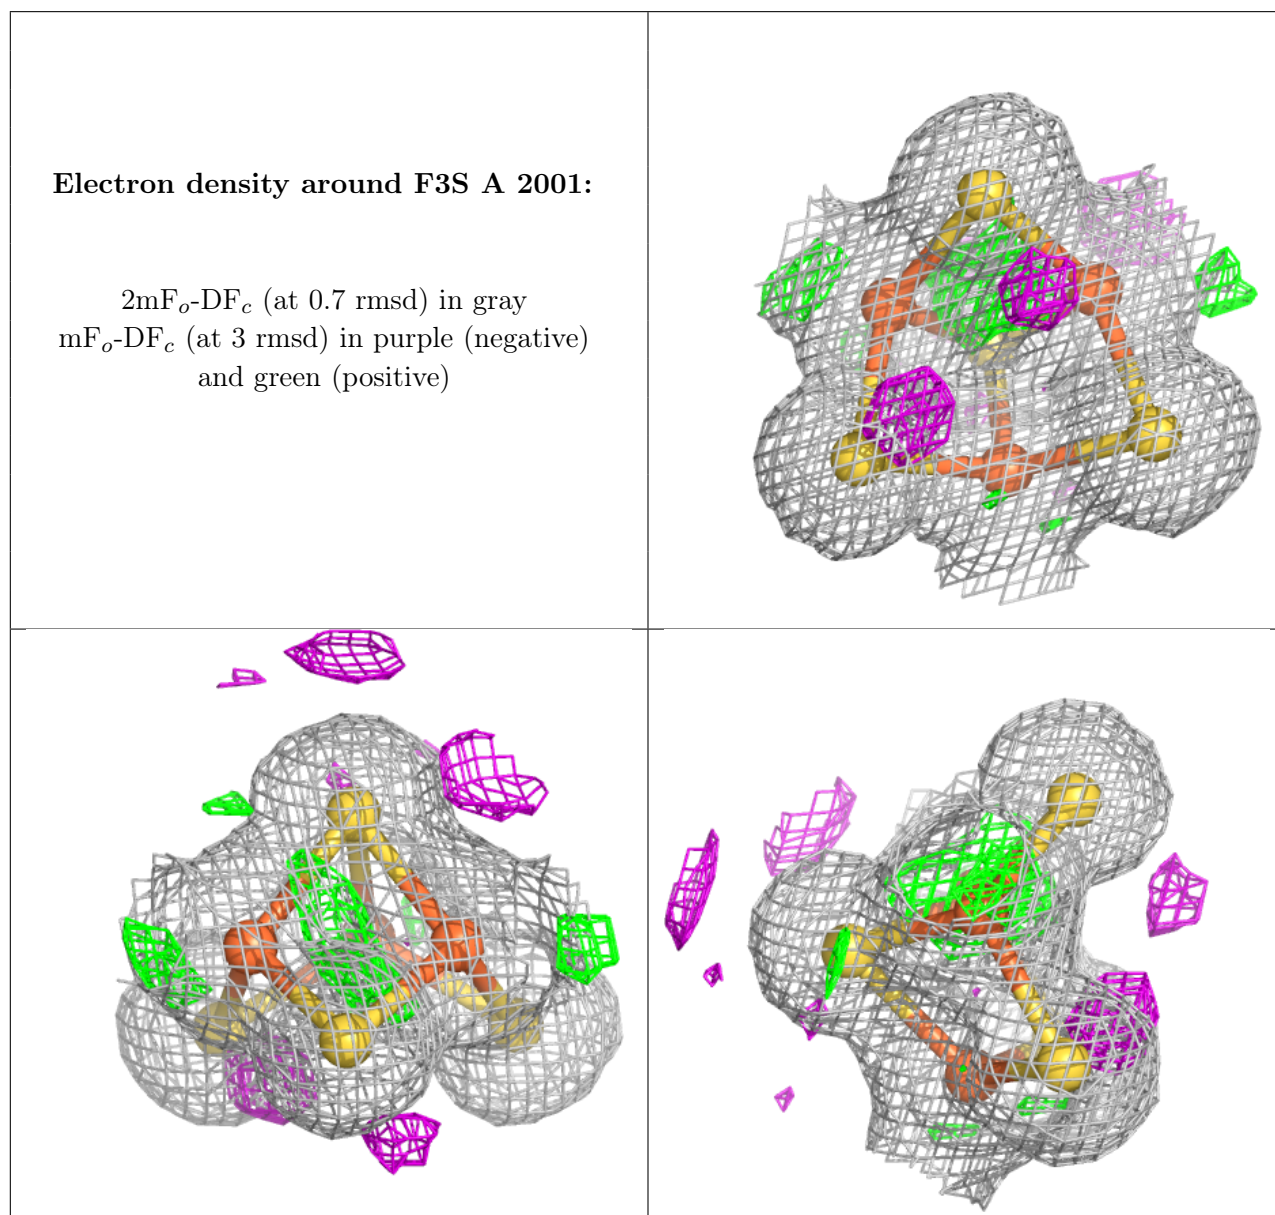 Electron density around F3S A 2001:
2mFₒ-DF𝒸 (at 0.7 rmsd) in gray
mFₒ-DF𝒸 (at 3 rmsd) in purple (negative)
and green (positive)